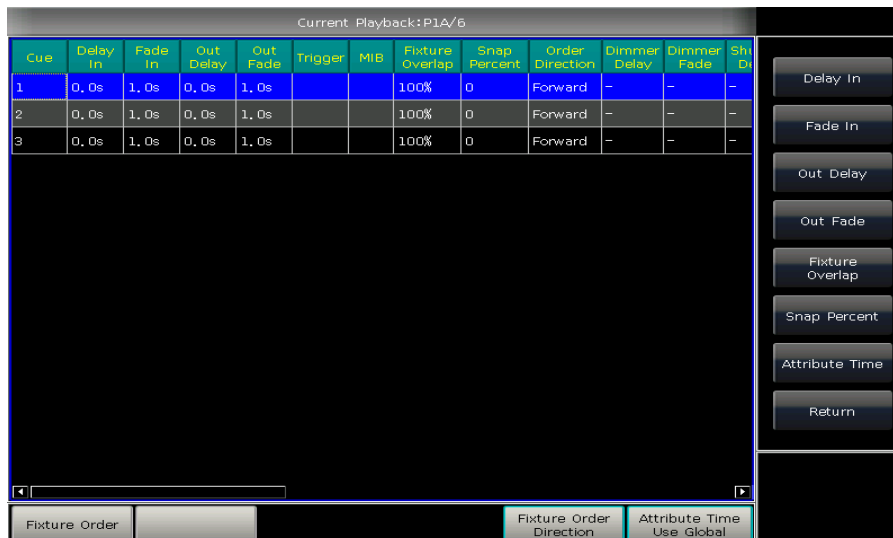 Current Playback:P1A/6
Cue Delay In Fade In Out Delay Out Fade Trigger MIB Fixture Overlap Snap Percent Order Direction Dimmer Delay Dimmer Fade
1 0.0s 1.0s 0.0s 1.0s 100% 0 Forward - - -
2 0.0s 1.0s 0.0s 1.0s 100% 0 Forward - - -
3 0.0s 1.0s 0.0s 1.0s 100% 0 Forward - - -
Delay In
Fade In
Out Delay
Out Fade
Fixture
Overlap
Snap Percent
Attribute Time
Return
Fixture Order
Fixture Order
Direction
Attribute Time
Use Global